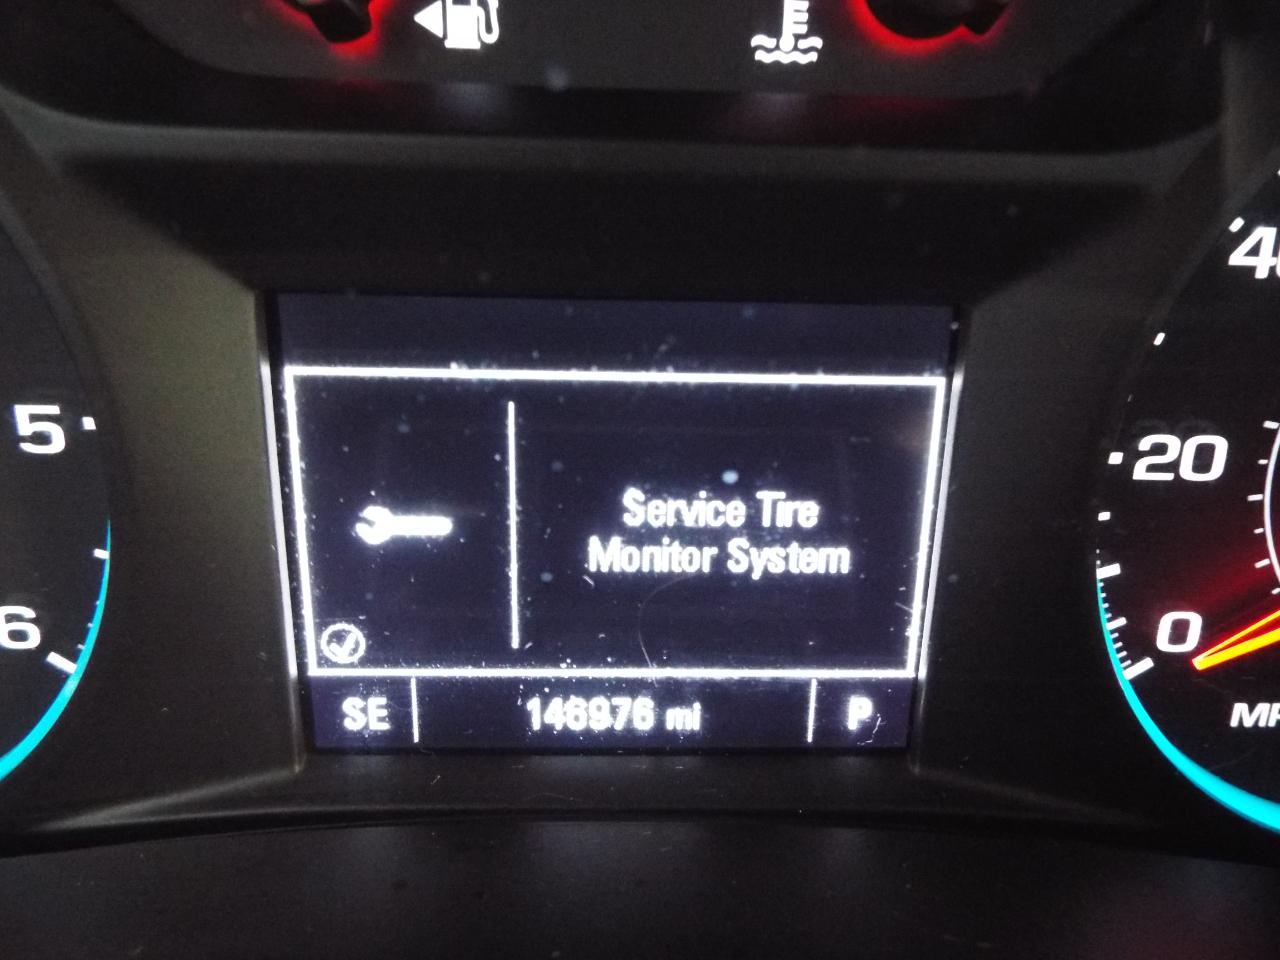 5
6
Service Tire
Monitor System
SE 146976 mi P
20
0